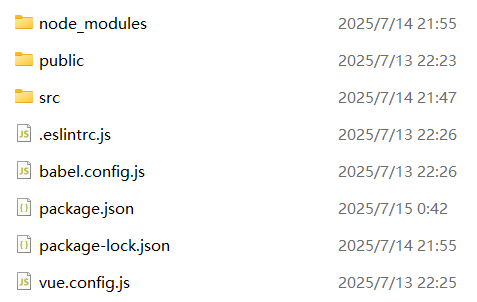 node_modules 2025/7/14 21:55
public 2025/7/13 22:23
src 2025/7/14 21:47
.eslintrc.js 2025/7/13 22:26
babel.config.js 2025/7/13 22:26
package.json 2025/7/15 0:42
package-lock.json 2025/7/14 21:55
vue.config.js 2025/7/13 22:25